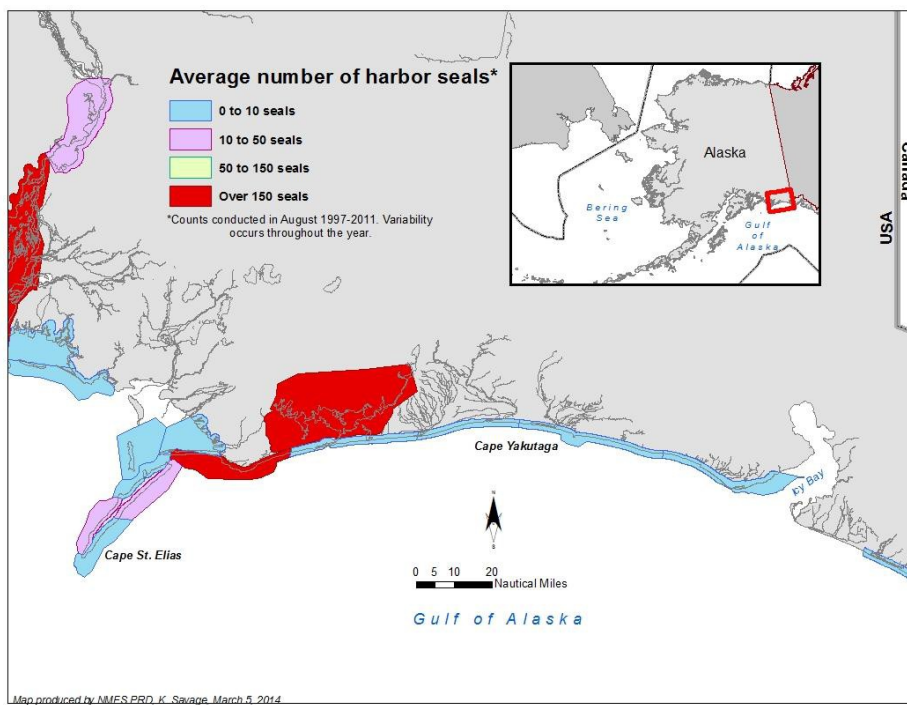 Average number of harbor seals*
0 to 10 seals
10 to 50 seals
50 to 150 seals
Over 150 seals
*Counts conducted in August 1997-2011. Variability
occurs throughout the year.
Alaska
Bering
Sea
Gulf
of
Alaska
Canada
USA
Cape Yakutaga
Icy Bay
Cape St. Elias
N
S
0 5 10 20
Nautical Miles
Gulf of Alaska
Map produced by NMFS PRD, K. Savage, March 5, 2014